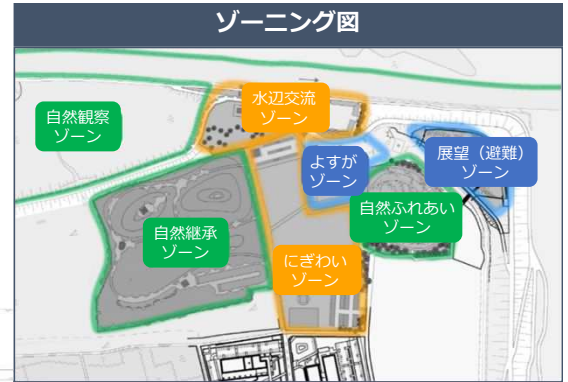 ゾーニング図
水辺交流
ゾーン
自然観察
ゾーン
よすが
ゾーン
展望（避難）
ゾーン
自然ふれあい
ゾーン
自然継承
ゾーン
にぎわい
ゾーン